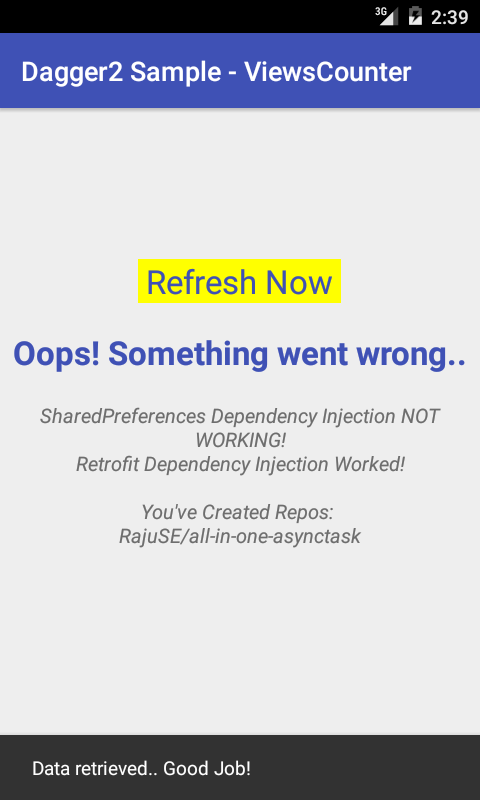 3G 2:39
Dagger2 Sample - ViewsCounter
Refresh Now
Oops! Something went wrong..
SharedPreferences Dependency Injection NOT
WORKING!
Retrofit Dependency Injection Worked!
You've Created Repos:
RajuSE/all-in-one-asynctask
Data retrieved.. Good Job!